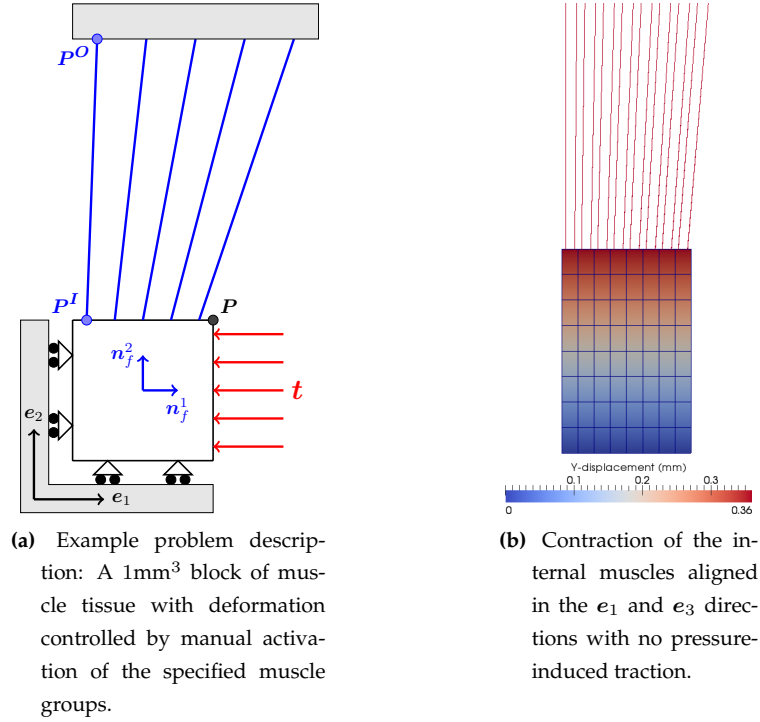 P^O
P^I
P
n_f^2
n_f^1
t
e_2
e_1
(a) Example problem descrip-
tion: A 1mm³ block of mus-
cle tissue with deformation
controlled by manual activa-
tion of the specified muscle
groups.
Y-displacement (mm)
0.1 0.2 0.3
0 0.36
(b) Contraction of the in-
ternal muscles aligned
in the e₁ and e₃ direc-
tions with no pressure-
induced traction.